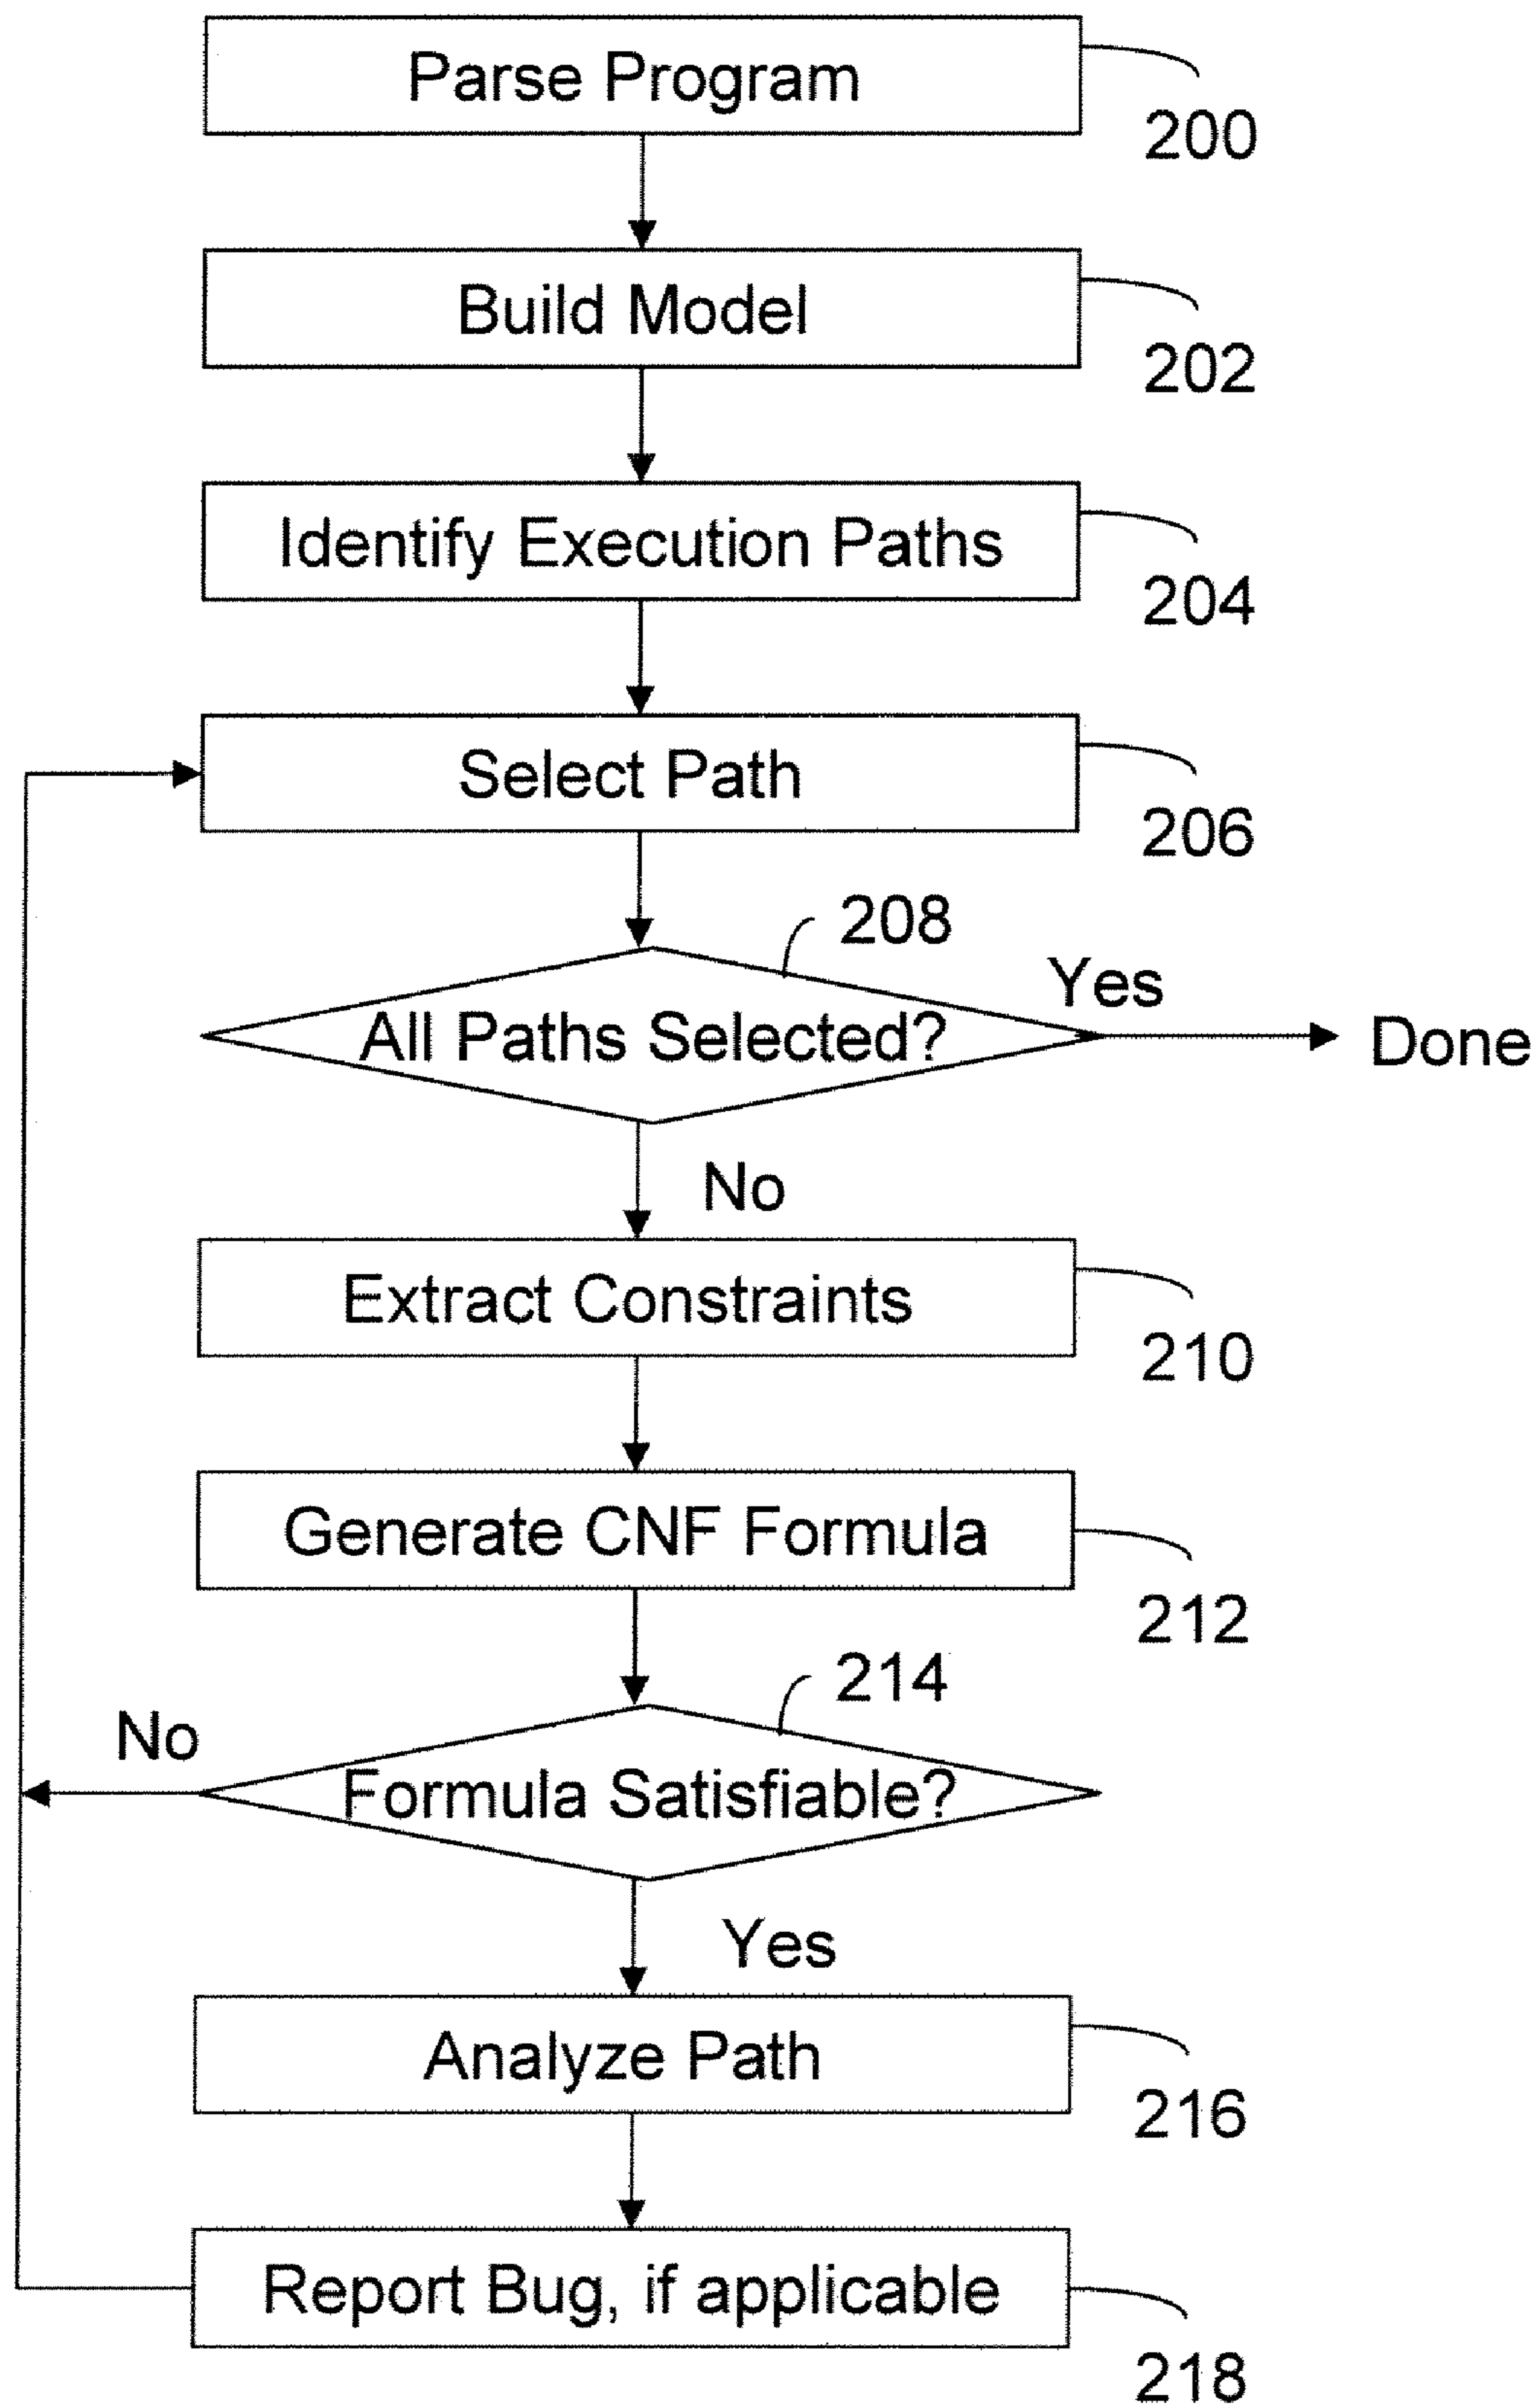 Parse Program
200
Build Model
202
Identify Execution Paths
204
Select Path
206
208
All Paths Selected?
Yes
Done
No
Extract Constraints
210
Generate CNF Formula
212
214
No
Formula Satisfiable?
Yes
Analyze Path
216
Report Bug, if applicable
218